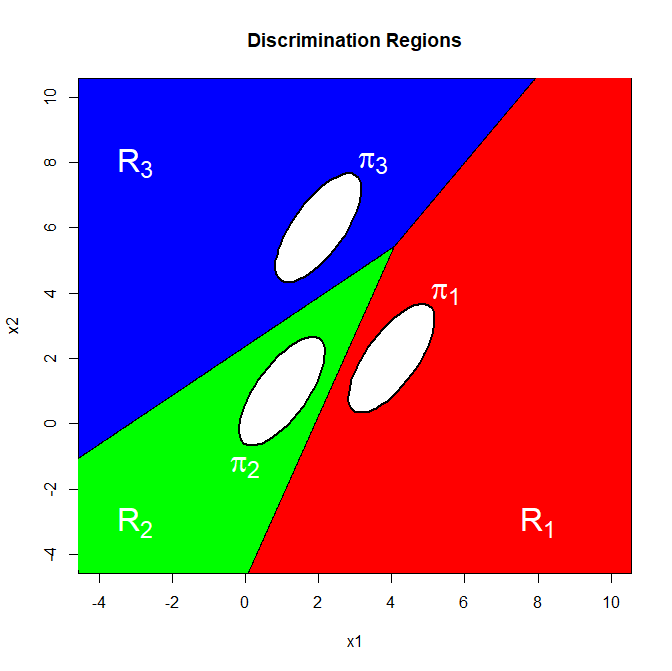 Discrimination Regions
R3
π3
π1
π2
R2
R1
x2
10
8
6
4
2
0
-2
-4
-4 -2 0 2 4 6 8 10
x1